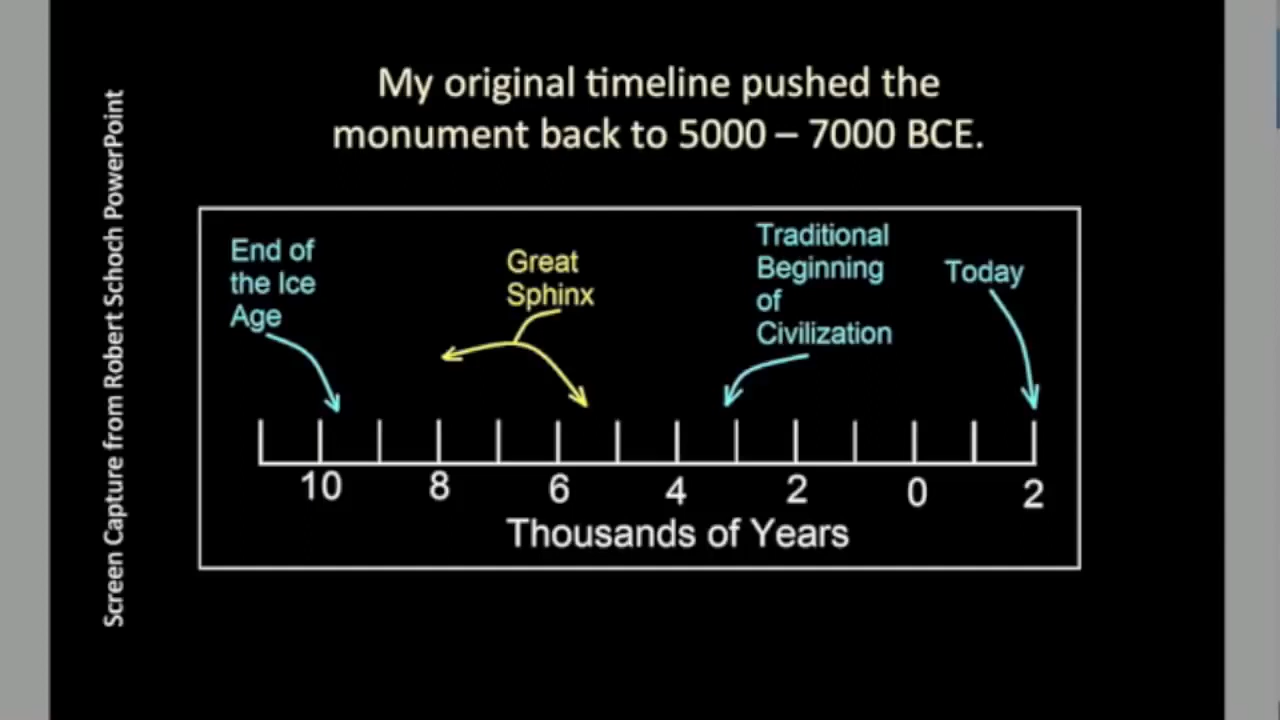 My original timeline pushed the
monument back to 5000 – 7000 BCE.
Screen Capture from Robert Schoch PowerPoint
End of
the Ice
Age
Great
Sphinx
Traditional
Beginning
of
Civilization
Today
10 8 6 4 2 0 2
Thousands of Years